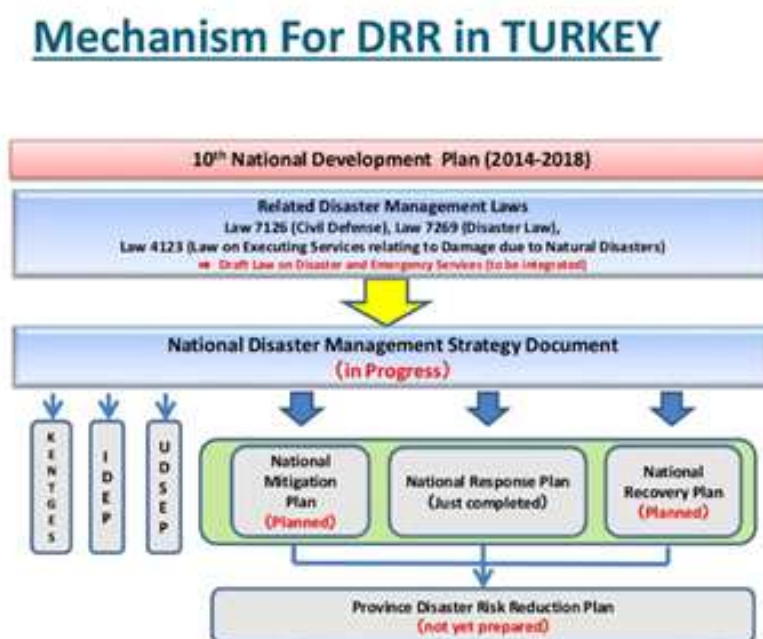 Mechanism For DRR in TURKEY
10th National Development Plan (2014-2018)
Related Disaster Management Laws
Law 7126 (Civil Defense), Law 7269 (Disaster Law),
Law 4123 (Law on Executing Services relating to Damage due to Natural Disasters)
⇒ Draft Law on Disaster and Emergency Services (to be integrated)
National Disaster Management Strategy Document
(in Progress)
KENTGES
IDEP
UDSEP
National
Mitigation
Plan
(Planned)
National Response Plan
(Just completed)
National
Recovery Plan
(Planned)
Province Disaster Risk Reduction Plan
(not yet prepared)